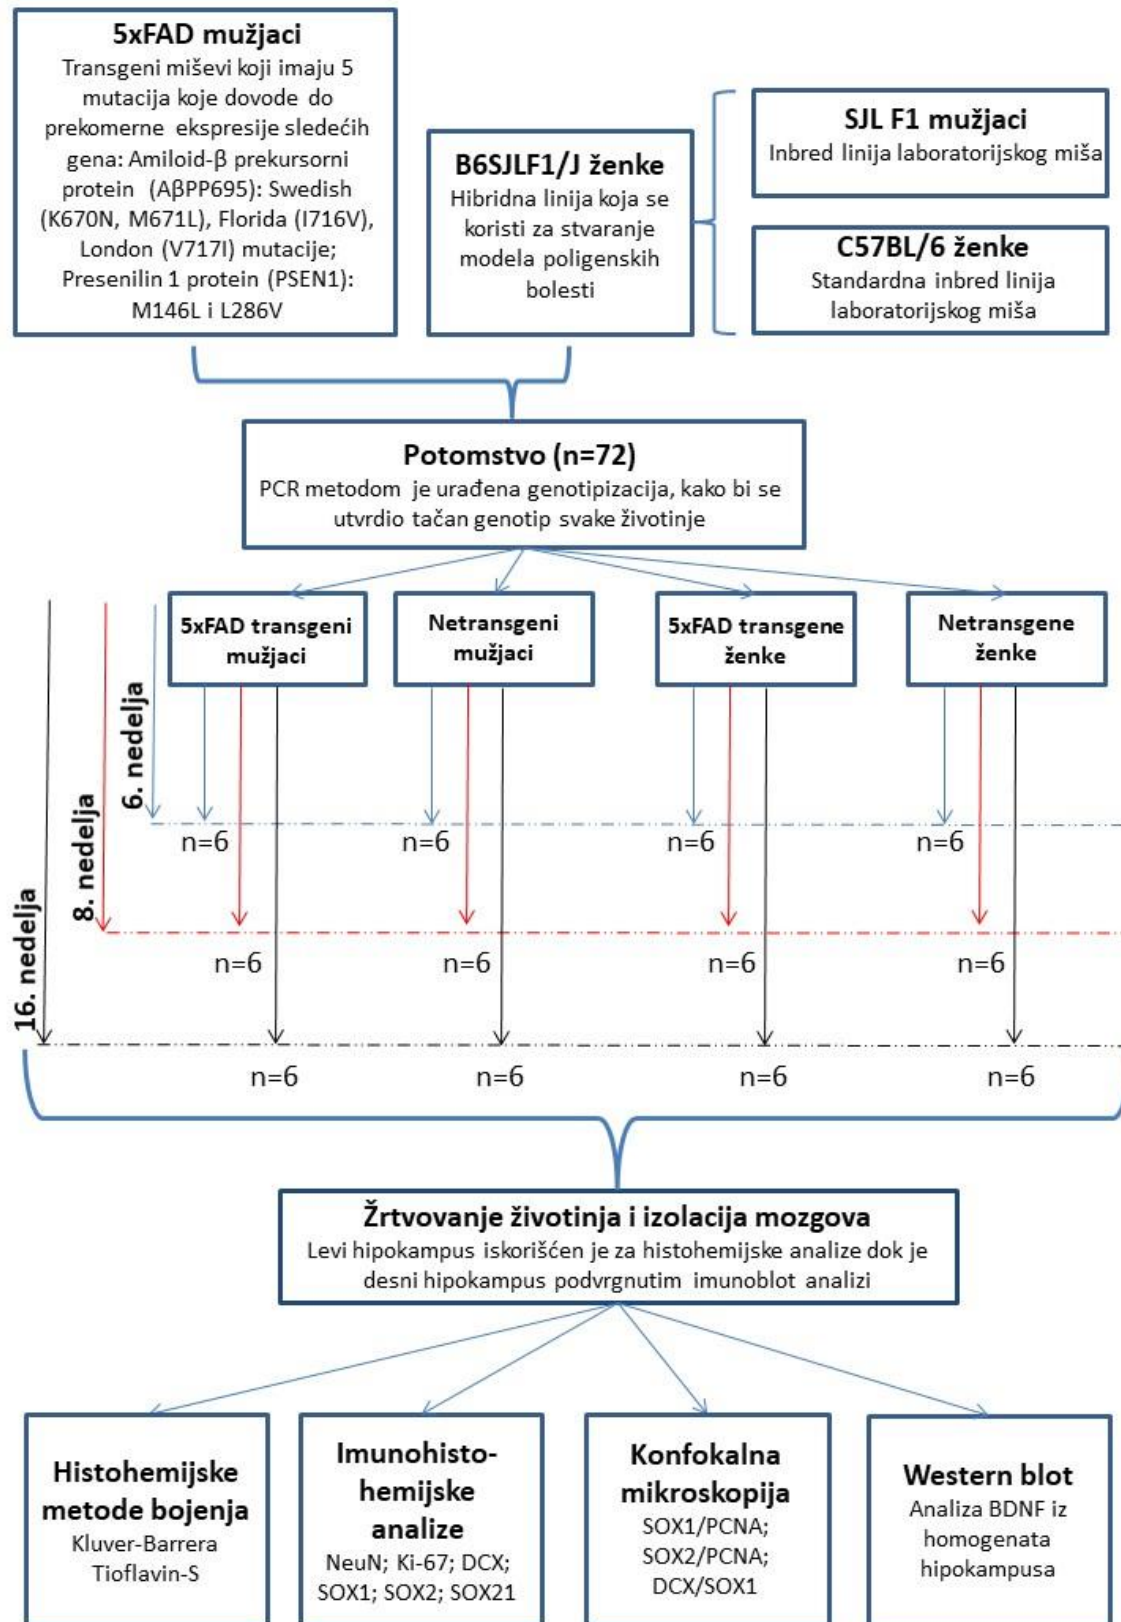 5xFAD mužjaci
Transgeni miševi koji imaju 5
mutacija koje dovode do
prekomerne ekspresije sledećih
gena: Amiloid-β prekursorni
protein (AβPP695): Swedish
(K670N, M671L), Florida (I716V),
London (V717I) mutacije;
Presenilin 1 protein (PSEN1):
M146L i L286V
B6SJLF1/J ženke
Hibridna linija koja se
koristi za stvaranje
modela poligenskih
bolesti
SJL F1 mužjaci
Inbred linija laboratorijskog miša
C57BL/6 ženke
Standardna inbred linija
laboratorijskog miša
Potomstvo (n=72)
PCR metodom je urađena genotipizacija, kako bi se
utvrdio tačan genotip svake životinje
5xFAD transgeni
mužjaci
Netransgeni
mužjaci
5xFAD transgene
ženke
Netransgene
ženke
6. nedelja
8. nedelja
16. nedelja
n=6
n=6
n=6
n=6
n=6
n=6
n=6
n=6
n=6
n=6
n=6
n=6
Žrtvovanje životinja i izolacija mozgova
Levi hipokampus iskorišćen je za histohemijske analize dok je
desni hipokampus podvrgnutim imunoblot analizi
Histohemijske
metode bojenja
Kluver-Barrera
Tioflavin-S
Imunohisto-
hemijske
analize
NeuN; Ki-67; DCX;
SOX1; SOX2; SOX21
Konfokalna
mikroskopija
SOX1/PCNA;
SOX2/PCNA;
DCX/SOX1
Western blot
Analiza BDNF iz
homogenata
hipokampusa